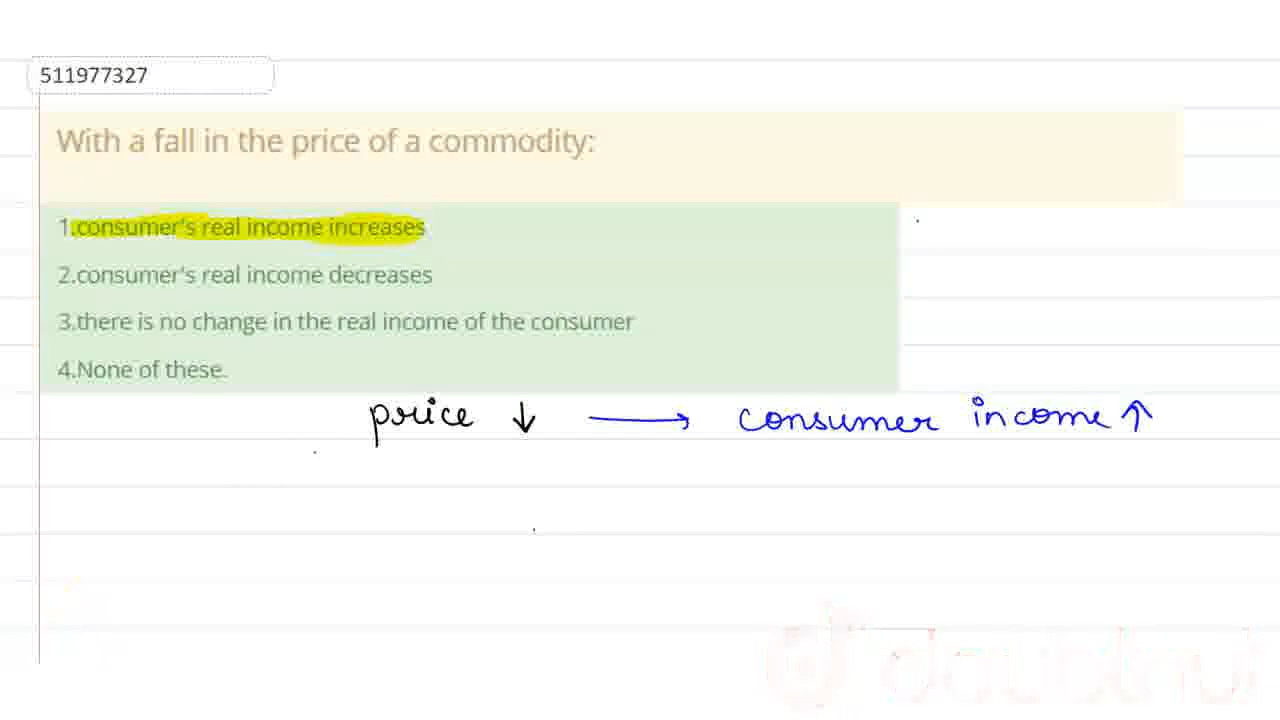 511977327
With a fall in the price of a commodity:
1.consumer's real income increases
2.consumer's real income decreases
3.there is no change in the real income of the consumer
4.None of these.
price ↓ → consumer income ↑
doubtnut